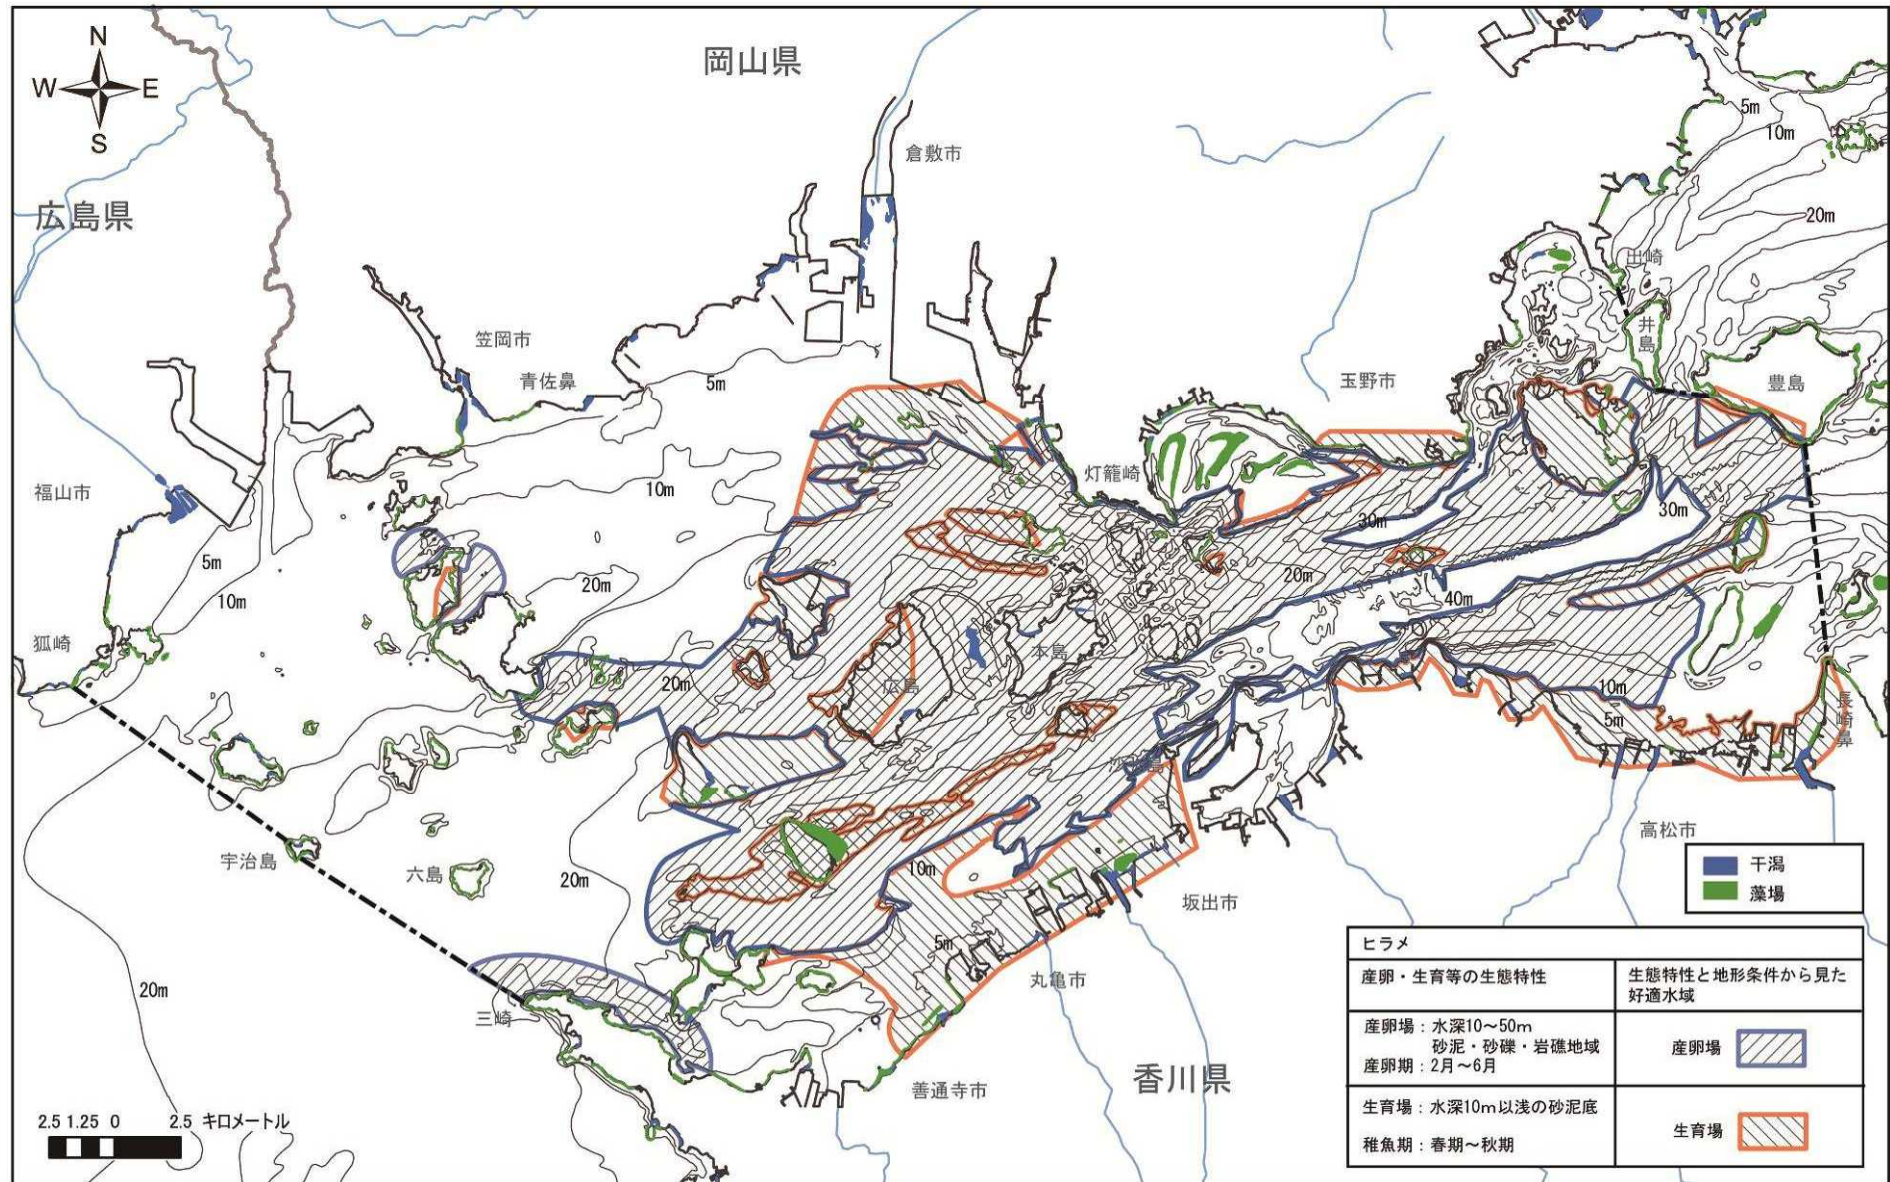 N
W E
S
岡山県
広島県
倉敷市
笠岡市
青佐鼻
福山市
狐崎
宇治島
六島
三崎
灯籠崎
玉野市
出崎
井島
豊島
本島
広島
高松市
坂出市
丸亀市
善通寺市
香川県
長崎鼻
5m
10m
20m
5m
10m
5m
10m
20m
20m
20m
20m
30m
30m
20m
40m
10m
5m
10m
5m
2.5 1.25 0 2.5 キロメートル
干潟
藻場
ヒラメ
産卵・生育等の生態特性
生態特性と地形条件から見た
好適水域
産卵場：水深10～50m
砂泥・砂礫・岩礁地域
産卵期：2月～6月
産卵場
生育場：水深10m以浅の砂泥底
稚魚期：春期～秋期
生育場